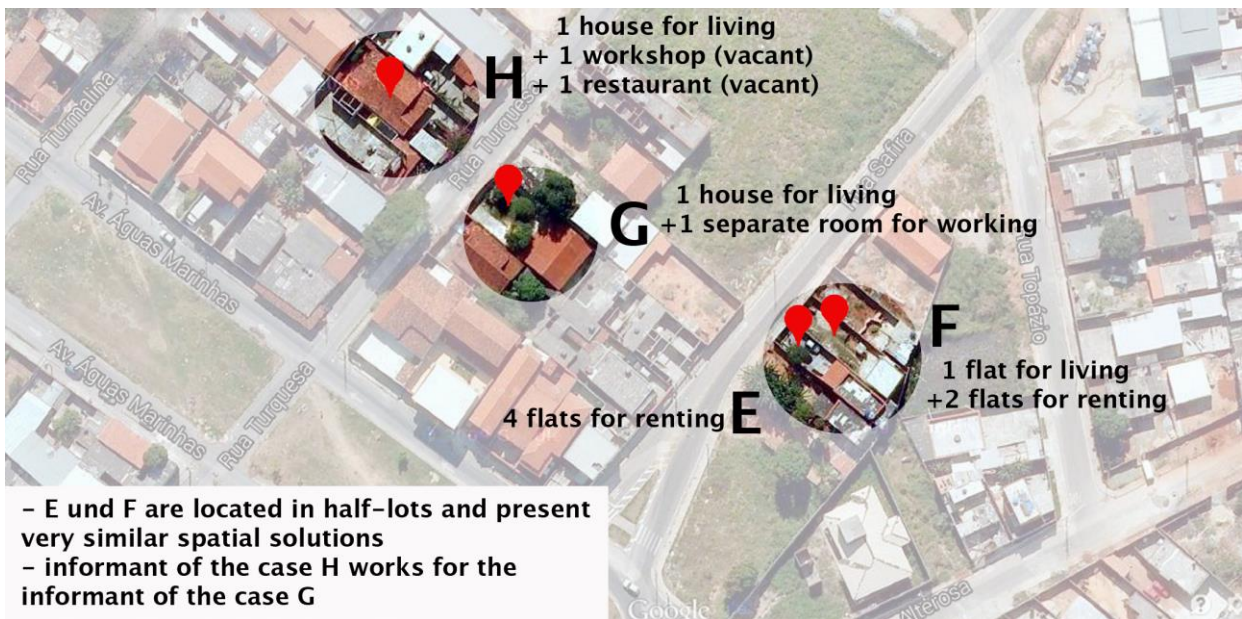 1 house for living
H + 1 workshop (vacant)
+ 1 restaurant (vacant)
Rua Turmalina
Rua Turquesa
Av. Águas Marinhas
1 house for living
G +1 separate room for working
Rua Safira
Rua Topázio
F
1 flat for living
+2 flats for renting
4 flats for renting E
Av. Águas Marinhas
Rua Turquesa
- E und F are located in half-lots and present
very similar spatial solutions
- informant of the case H works for the
informant of the case G
Google
Alterosa